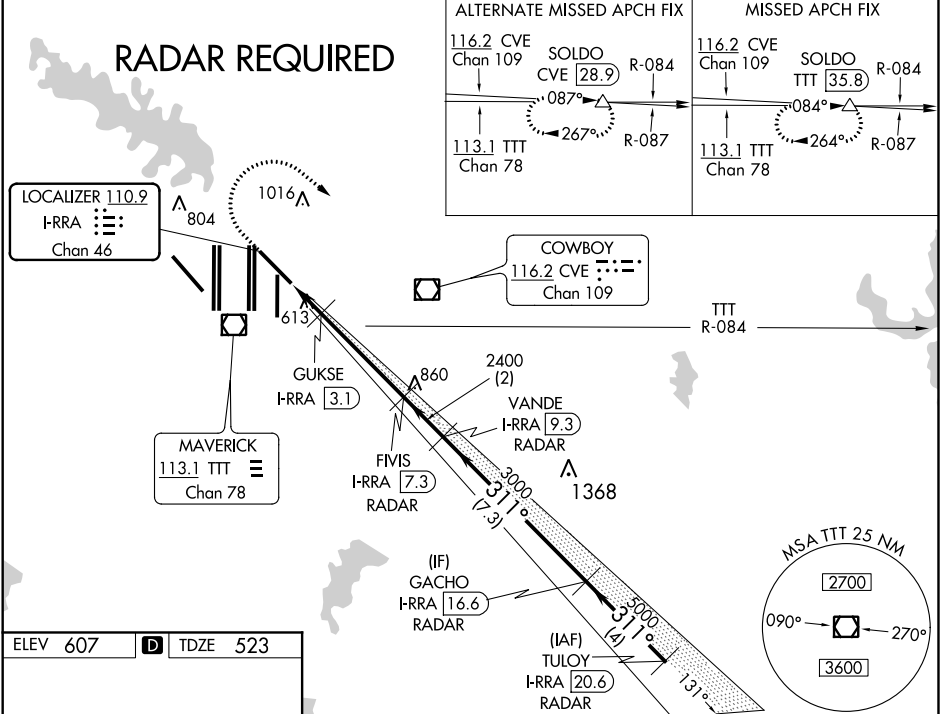 RADAR REQUIRED
ALTERNATE MISSED APCH FIX
116.2 CVE
Chan 109
SOLDO
CVE 28.9
R-084
087°
267°
113.1 TTT
Chan 78
R-087
MISSED APCH FIX
116.2 CVE
Chan 109
SOLDO
TTT 35.8
R-084
084°
264°
113.1 TTT
Chan 78
R-087
LOCALIZER 110.9
I-RRA
Chan 46
804
1016
COWBOY
116.2 CVE
Chan 109
TTT
R-084
613
GUKSE
I-RRA 3.1
860
2400
(2)
VANDE
I-RRA 9.3
RADAR
MAVERICK
113.1 TTT
Chan 78
FIVIS
I-RRA 7.3
RADAR
1368
3000
311°
(7.3)
(IF)
GACHO
I-RRA 16.6
RADAR
5000
311°
(4)
(IAF)
TULOY
I-RRA 20.6
RADAR
131°
MSA TTT 25 NM
2700
090°
270°
3600
ELEV 607
D
TDZE 523